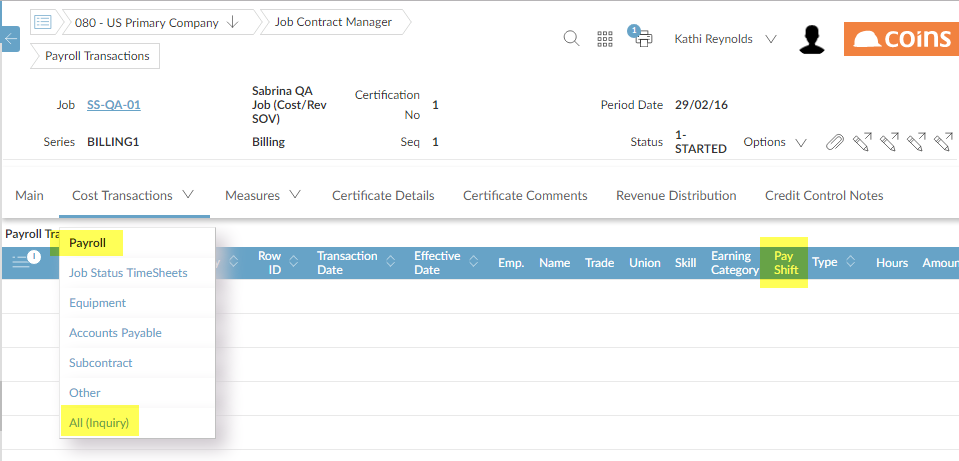 080 - US Primary Company
Job Contract Manager
Payroll Transactions
1
Kathi Reynolds
coins
Job
SS-QA-01
Sabrina QA
Job (Cost/Rev
SOV)
Certification
No
1
Period Date
29/02/16
Series
BILLING1
Billing
Seq
1
Status
1-
STARTED
Options
Main
Cost Transactions
Measures
Certificate Details
Certificate Comments
Revenue Distribution
Credit Control Notes
Payroll Tra
1
Row
ID
Transaction
Date
Effective
Date
Emp.
Name
Trade
Union
Skill
Earning
Category
Pay
Shift
Type
Hours
Amoun
Payroll
Job Status TimeSheets
Equipment
Accounts Payable
Subcontract
Other
All (Inquiry)